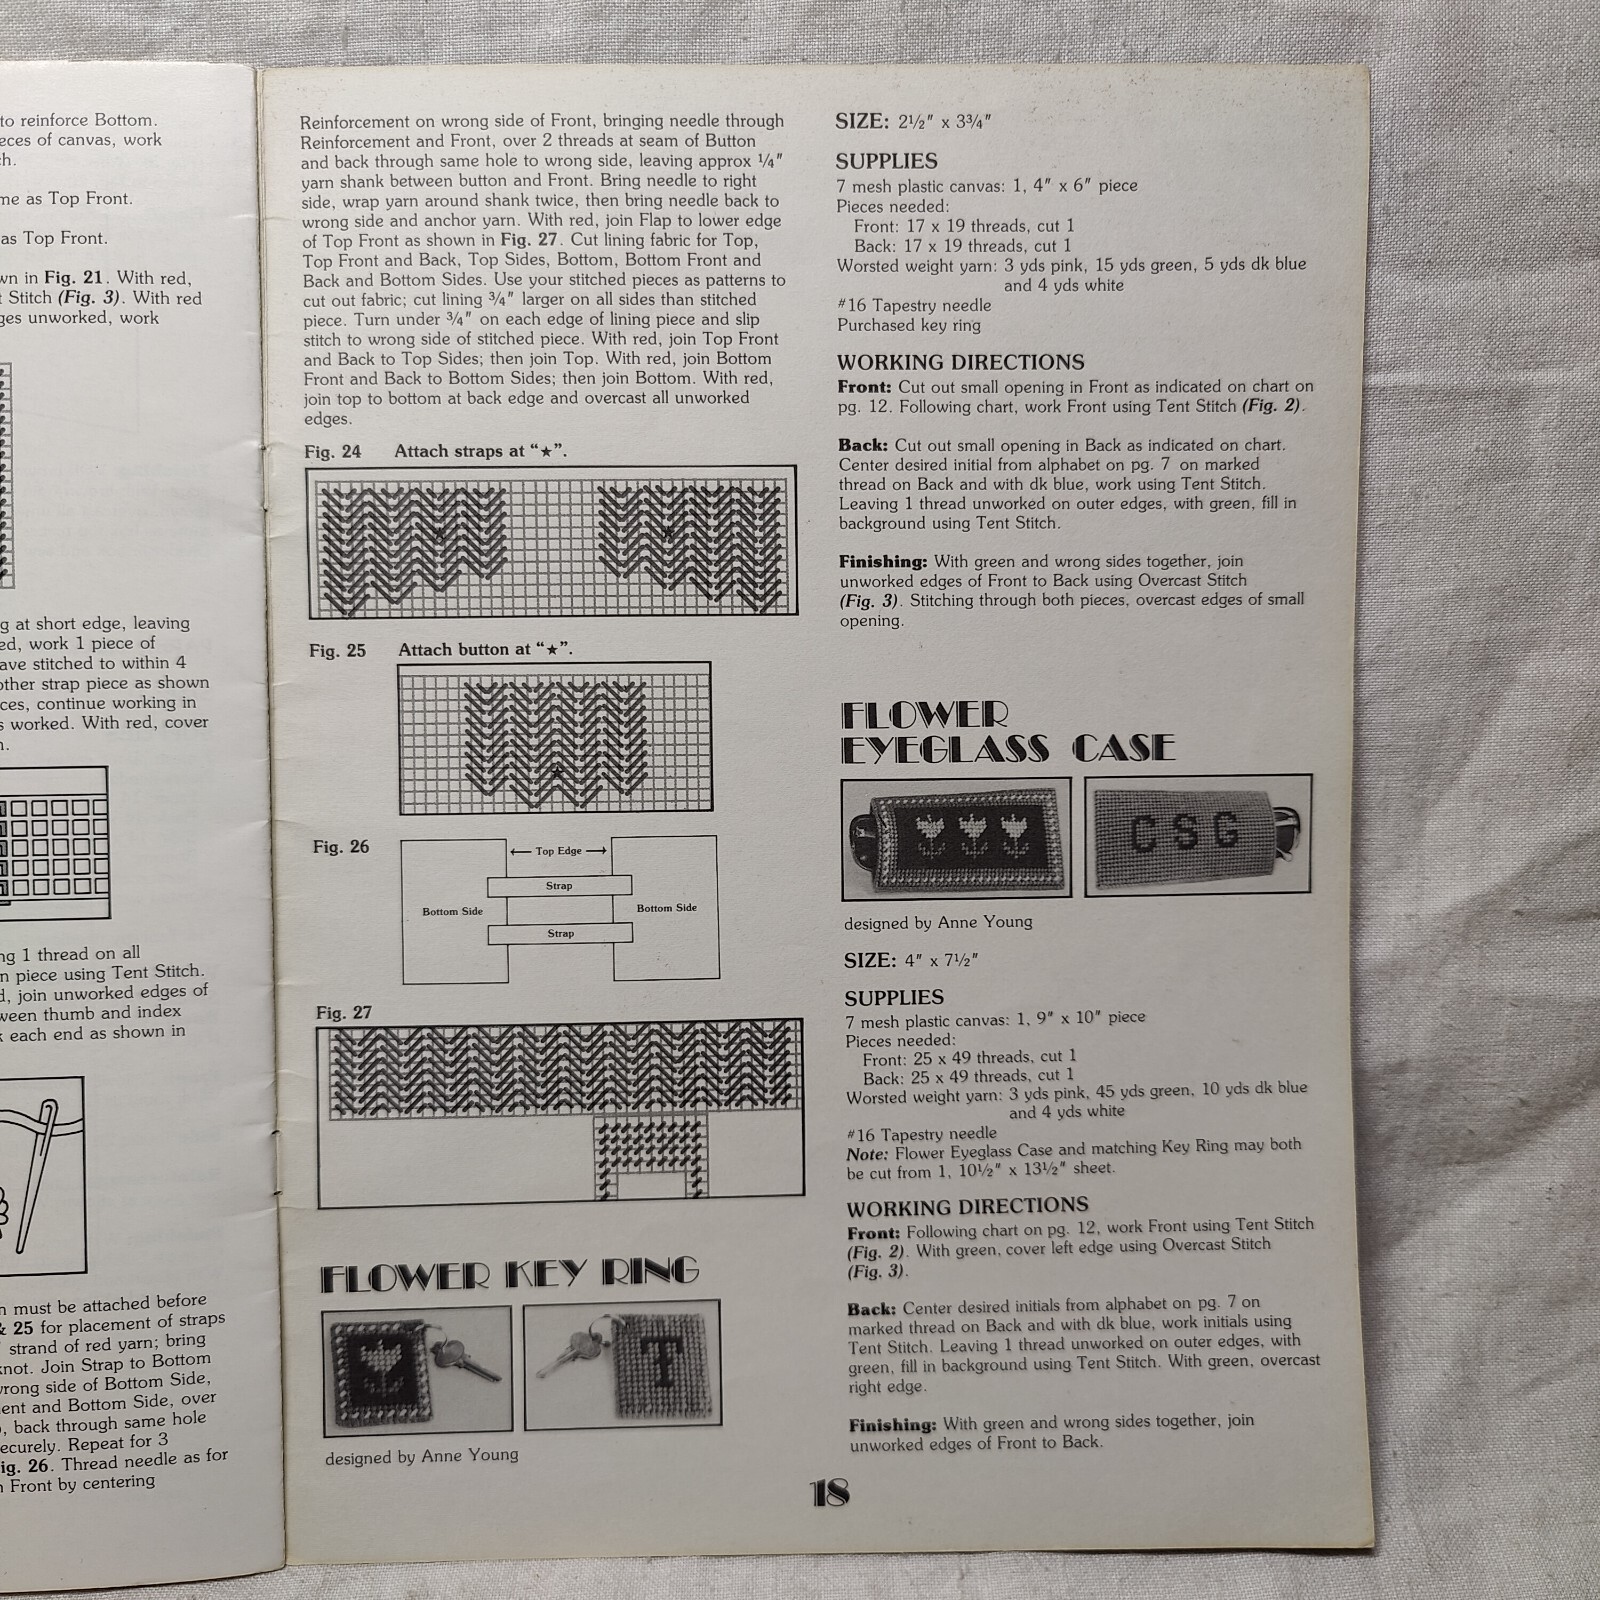 to reinforce Bottom.
pieces of canvas, work
as Top Front.
as Top Front.
in Fig. 21. With red,
Stitch (Fig. 3). With red
unworked, work
at short edge, leaving
work 1 piece of
stitched to within 4
other strap piece as shown
continue working in
worked. With red, cover
1 thread on all
piece using Tent Stitch.
join unworked edges of
between thumb and index
each end as shown in
must be attached before
& 25 for placement of straps
strand of red yarn; bring
knot. Join Strap to Bottom
wrong side of Bottom Side,
and Bottom Side, over
back through same hole
securely. Repeat for 3
Fig. 26. Thread needle as for
Front by centering
Reinforcement on wrong side of Front, bringing needle through
Reinforcement and Front, over 2 threads at seam of Button
and back through same hole to wrong side, leaving approx ¼"
yarn shank between button and Front. Bring needle to right
side, wrap yarn around shank twice, then bring needle back to
wrong side and anchor yarn. With red, join Flap to lower edge
of Top Front as shown in Fig. 27. Cut lining fabric for Top,
Top Front and Back, Top Sides, Bottom, Bottom Front and
Back and Bottom Sides. Use your stitched pieces as patterns to
cut out fabric; cut lining ¾" larger on all sides than stitched
piece. Turn under ¾" on each edge of lining piece and slip
stitch to wrong side of stitched piece. With red, join Top Front
and Back to Top Sides; then join Top. With red, join Bottom
Front and Back to Bottom Sides; then join Bottom. With red,
join top to bottom at back edge and overcast all unworked
edges.
Fig. 24 Attach straps at "★".
Fig. 25 Attach button at "★".
Fig. 26
Top Edge
Strap
Bottom Side
Bottom Side
Strap
Fig. 27
FLOWER KEY RING
T
designed by Anne Young
SIZE: 2½" x 3¾"
SUPPLIES
7 mesh plastic canvas: 1, 4" x 6" piece
Pieces needed:
Front: 17 x 19 threads, cut 1
Back: 17 x 19 threads, cut 1
Worsted weight yarn: 3 yds pink, 15 yds green, 5 yds dk blue
and 4 yds white
#16 Tapestry needle
Purchased key ring
WORKING DIRECTIONS
Front: Cut out small opening in Front as indicated on chart on
pg. 12. Following chart, work Front using Tent Stitch (Fig. 2).
Back: Cut out small opening in Back as indicated on chart.
Center desired initial from alphabet on pg. 7 on marked
thread on Back and with dk blue, work using Tent Stitch.
Leaving 1 thread unworked on outer edges, with green, fill in
background using Tent Stitch.
Finishing: With green and wrong sides together, join
unworked edges of Front to Back using Overcast Stitch
(Fig. 3). Stitching through both pieces, overcast edges of small
opening.
FLOWER
EYEGLASS CASE
CSG
designed by Anne Young
SIZE: 4" x 7½"
SUPPLIES
7 mesh plastic canvas: 1, 9" x 10" piece
Pieces needed:
Front: 25 x 49 threads, cut 1
Back: 25 x 49 threads, cut 1
Worsted weight yarn: 3 yds pink, 45 yds green, 10 yds dk blue
and 4 yds white
#16 Tapestry needle
Note: Flower Eyeglass Case and matching Key Ring may both
be cut from 1, 10½" x 13½" sheet.
WORKING DIRECTIONS
Front: Following chart on pg. 12, work Front using Tent Stitch
(Fig. 2). With green, cover left edge using Overcast Stitch
(Fig. 3).
Back: Center desired initials from alphabet on pg. 7 on
marked thread on Back and with dk blue, work initials using
Tent Stitch. Leaving 1 thread unworked on outer edges, with
green, fill in background using Tent Stitch. With green, overcast
right edge.
Finishing: With green and wrong sides together, join
unworked edges of Front to Back.
18